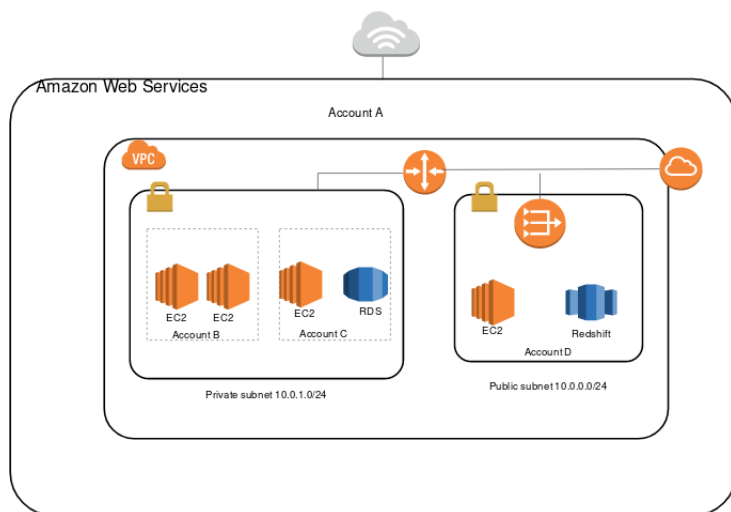 Amazon Web Services
Account A
VPC
EC2 EC2
Account B
EC2 RDS
Account C
EC2 Redshift
Account D
Private subnet 10.0.1.0/24
Public subnet 10.0.0.0/24